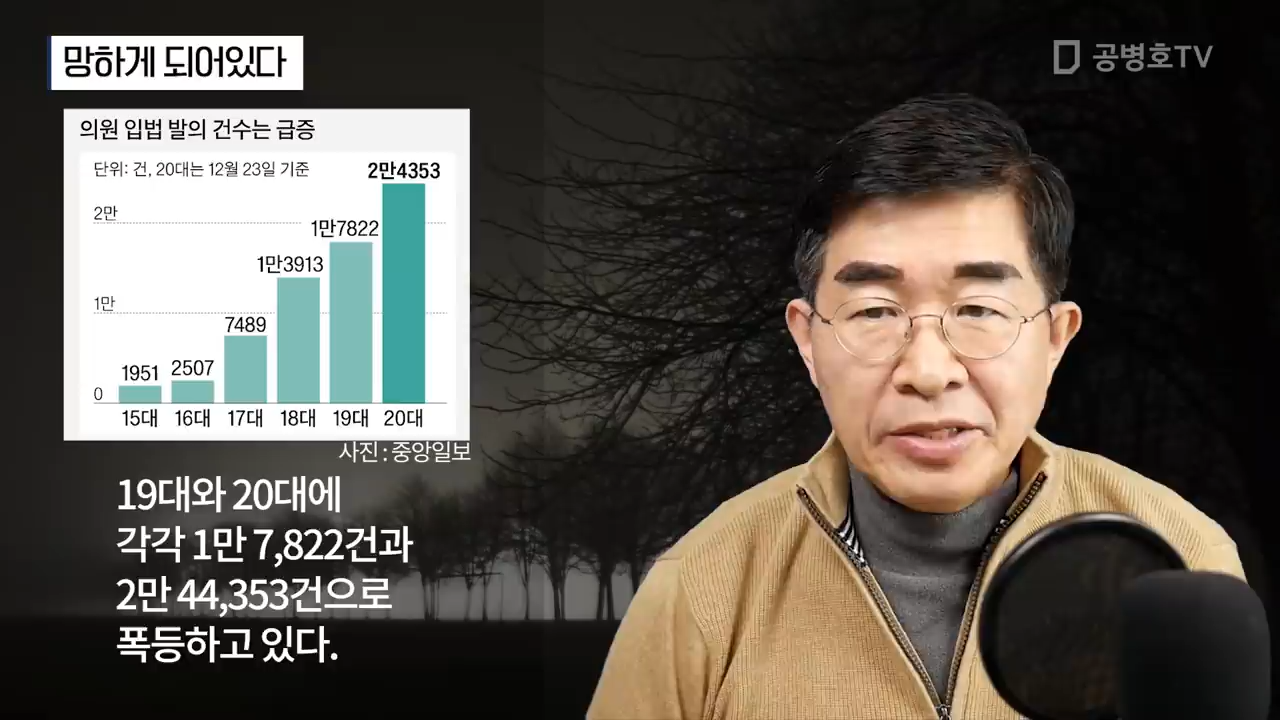 망하게 되어있다
공병호TV
의원 입법 발의 건수는 급증
단위: 건, 20대는 12월 23일 기준
2만4353
2만
1만7822
1만3913
1만
7489
2507
1951
0
15대 16대 17대 18대 19대 20대
사진 : 중앙일보
19대와 20대에
각각 1만 7,822건과
2만 44,353건으로
폭등하고 있다.